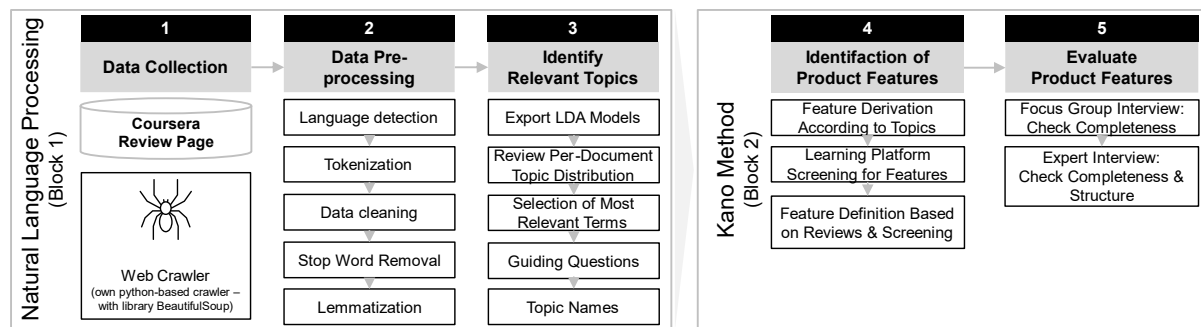 Natural Language Processing
(Block 1)
1
Data Collection
Coursera
Review Page
Web Crawler
(own python-based crawler –
with library BeautifulSoup)
2
Data Pre-
processing
Language detection
Tokenization
Data cleaning
Stop Word Removal
Lemmatization
3
Identify
Relevant Topics
Export LDA Models
Review Per-Document
Topic Distribution
Selection of Most
Relevant Terms
Guiding Questions
Topic Names
Kano Method
(Block 2)
4
Identifaction of
Product Features
Feature Derivation
According to Topics
Learning Platform
Screening for Features
Feature Definition Based
on Reviews & Screening
5
Evaluate
Product Features
Focus Group Interview:
Check Completeness
Expert Interview:
Check Completeness &
Structure